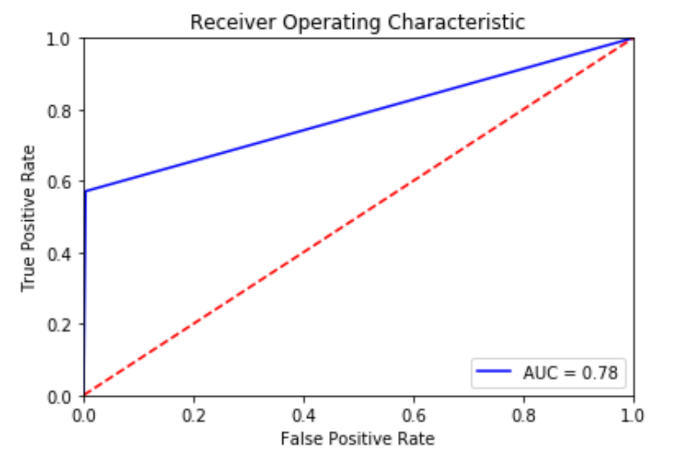 Receiver Operating Characteristic
1.0
0.8
0.6
0.4
0.2
0.0
True Positive Rate
AUC = 0.78
0.0 0.2 0.4 0.6 0.8 1.0
False Positive Rate